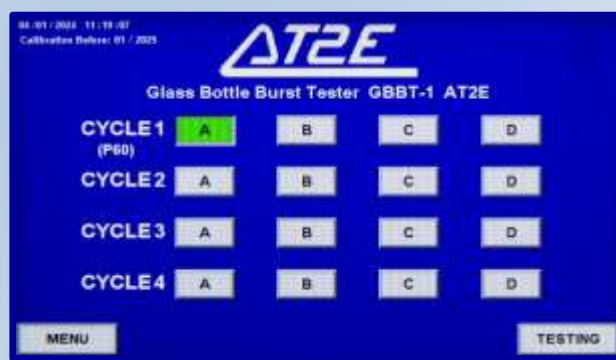 04/01/2024 11:19:07
Calibration Before: 01 / 2025
AT2E
Glass Bottle Burst Tester GBBT-1 AT2E
CYCLE 1 A B C D
(P60)
CYCLE 2 A B C D
CYCLE 3 A B C D
CYCLE 4 A B C D
MENU TESTING